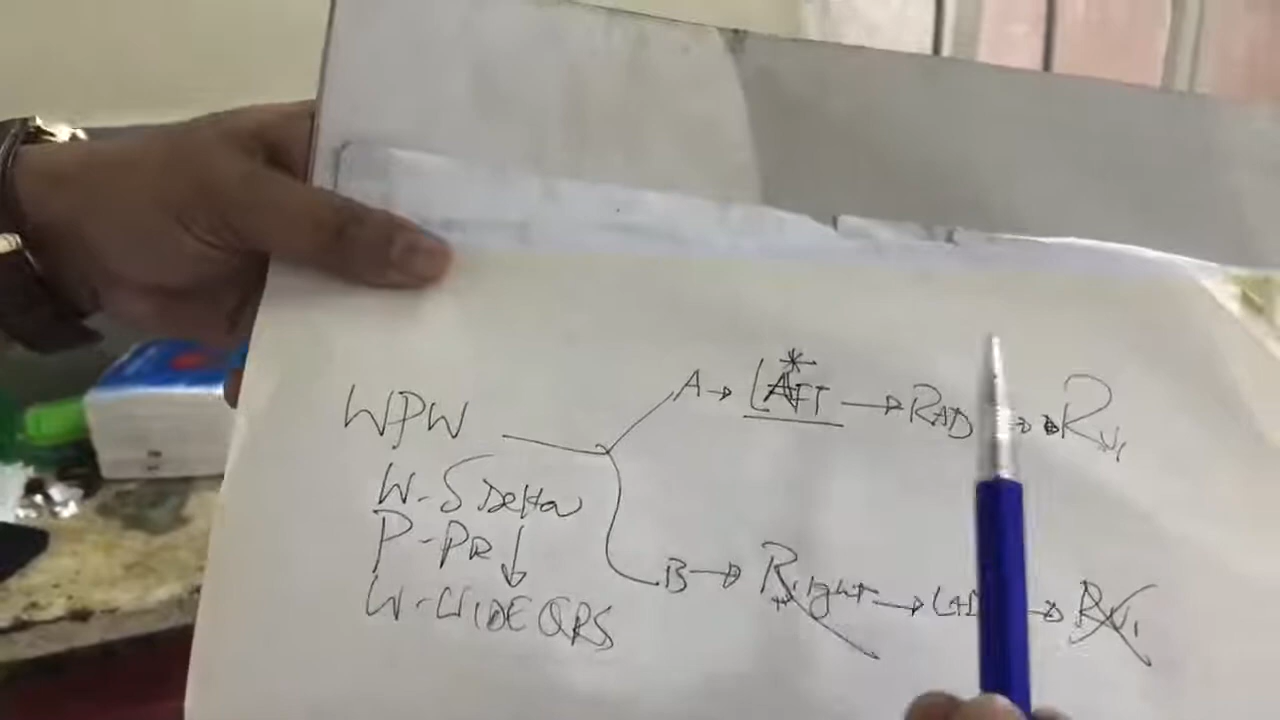 WPW
W - δ Delta
P - PR ↓
W - WIDE QRS
A → LAFT → RAD → RV1
B → Right → LAD → RV1